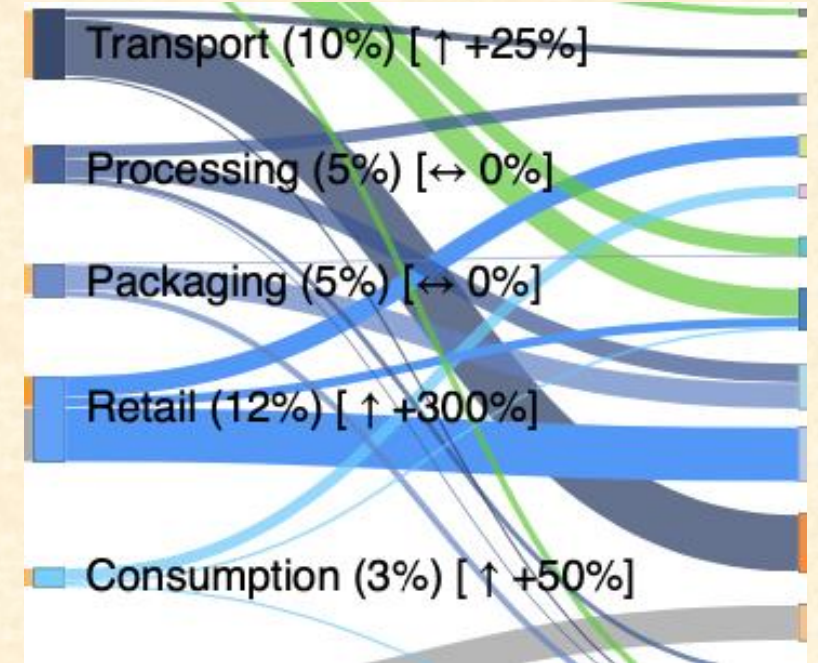 Transport (10%) [ ↑ +25%]
Processing (5%) [↔ 0%]
Packaging (5%) [↔ 0%]
Retail (12%) [ ↑ +300%]
Consumption (3%) [ ↑ +50%]